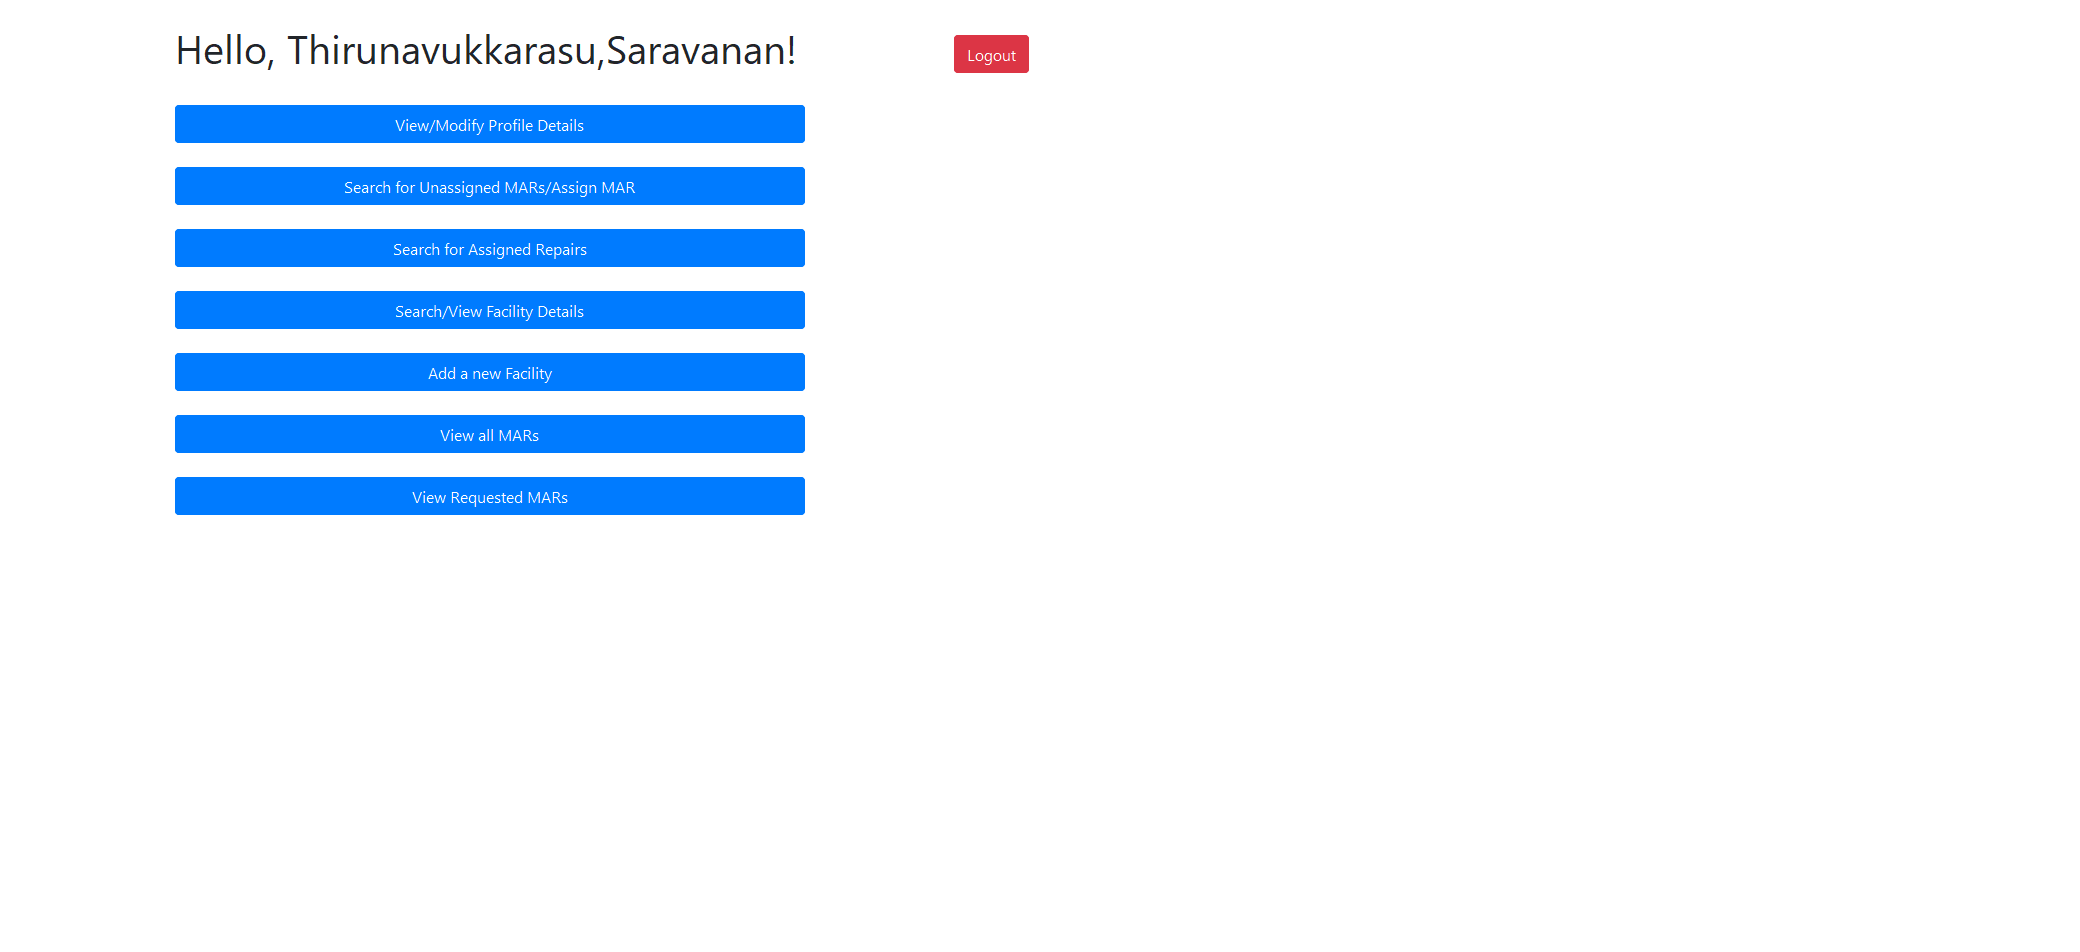 Hello, Thirunavukkarasu,Saravanan!
Logout
View/Modify Profile Details
Search for Unassigned MARs/Assign MAR
Search for Assigned Repairs
Search/View Facility Details
Add a new Facility
View all MARs
View Requested MARs